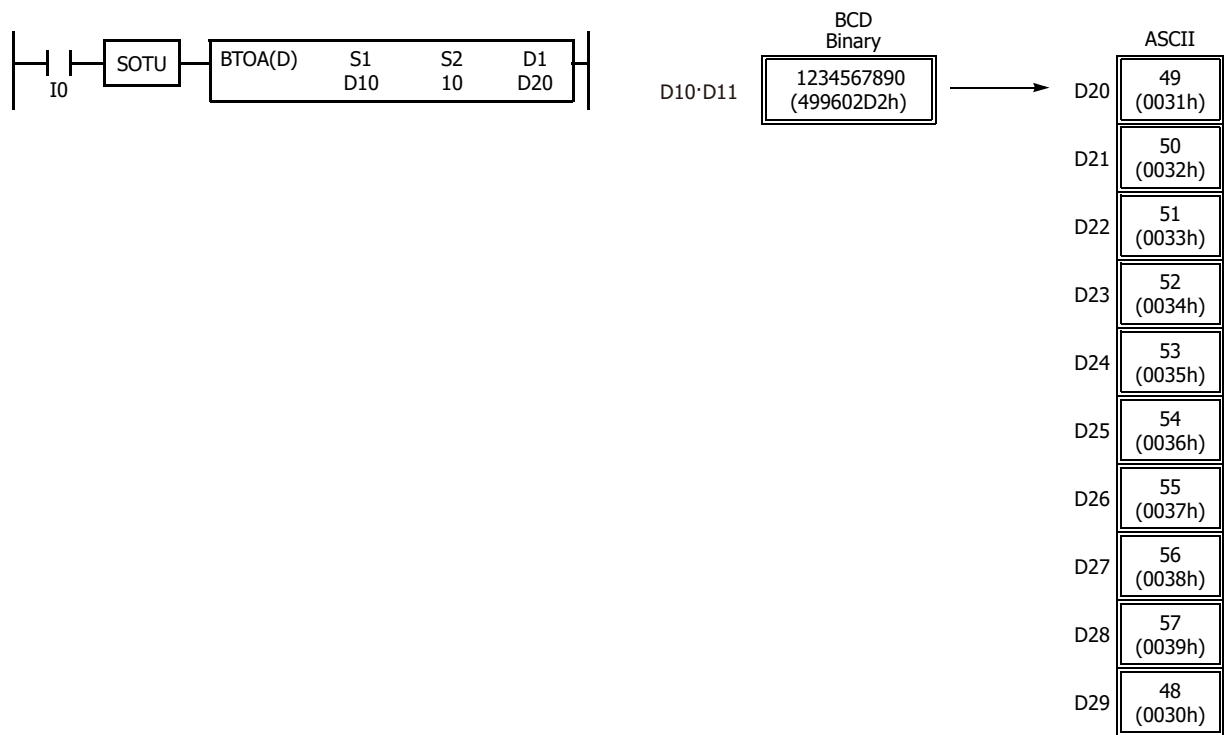 I0
SOTU
BTOA(D) S1 S2 D1
D10 10 D20
BCD
Binary
D10·D11
1234567890
(499602D2h)
ASCII
D20
49
(0031h)
D21
50
(0032h)
D22
51
(0033h)
D23
52
(0034h)
D24
53
(0035h)
D25
54
(0036h)
D26
55
(0037h)
D27
56
(0038h)
D28
57
(0039h)
D29
48
(0030h)